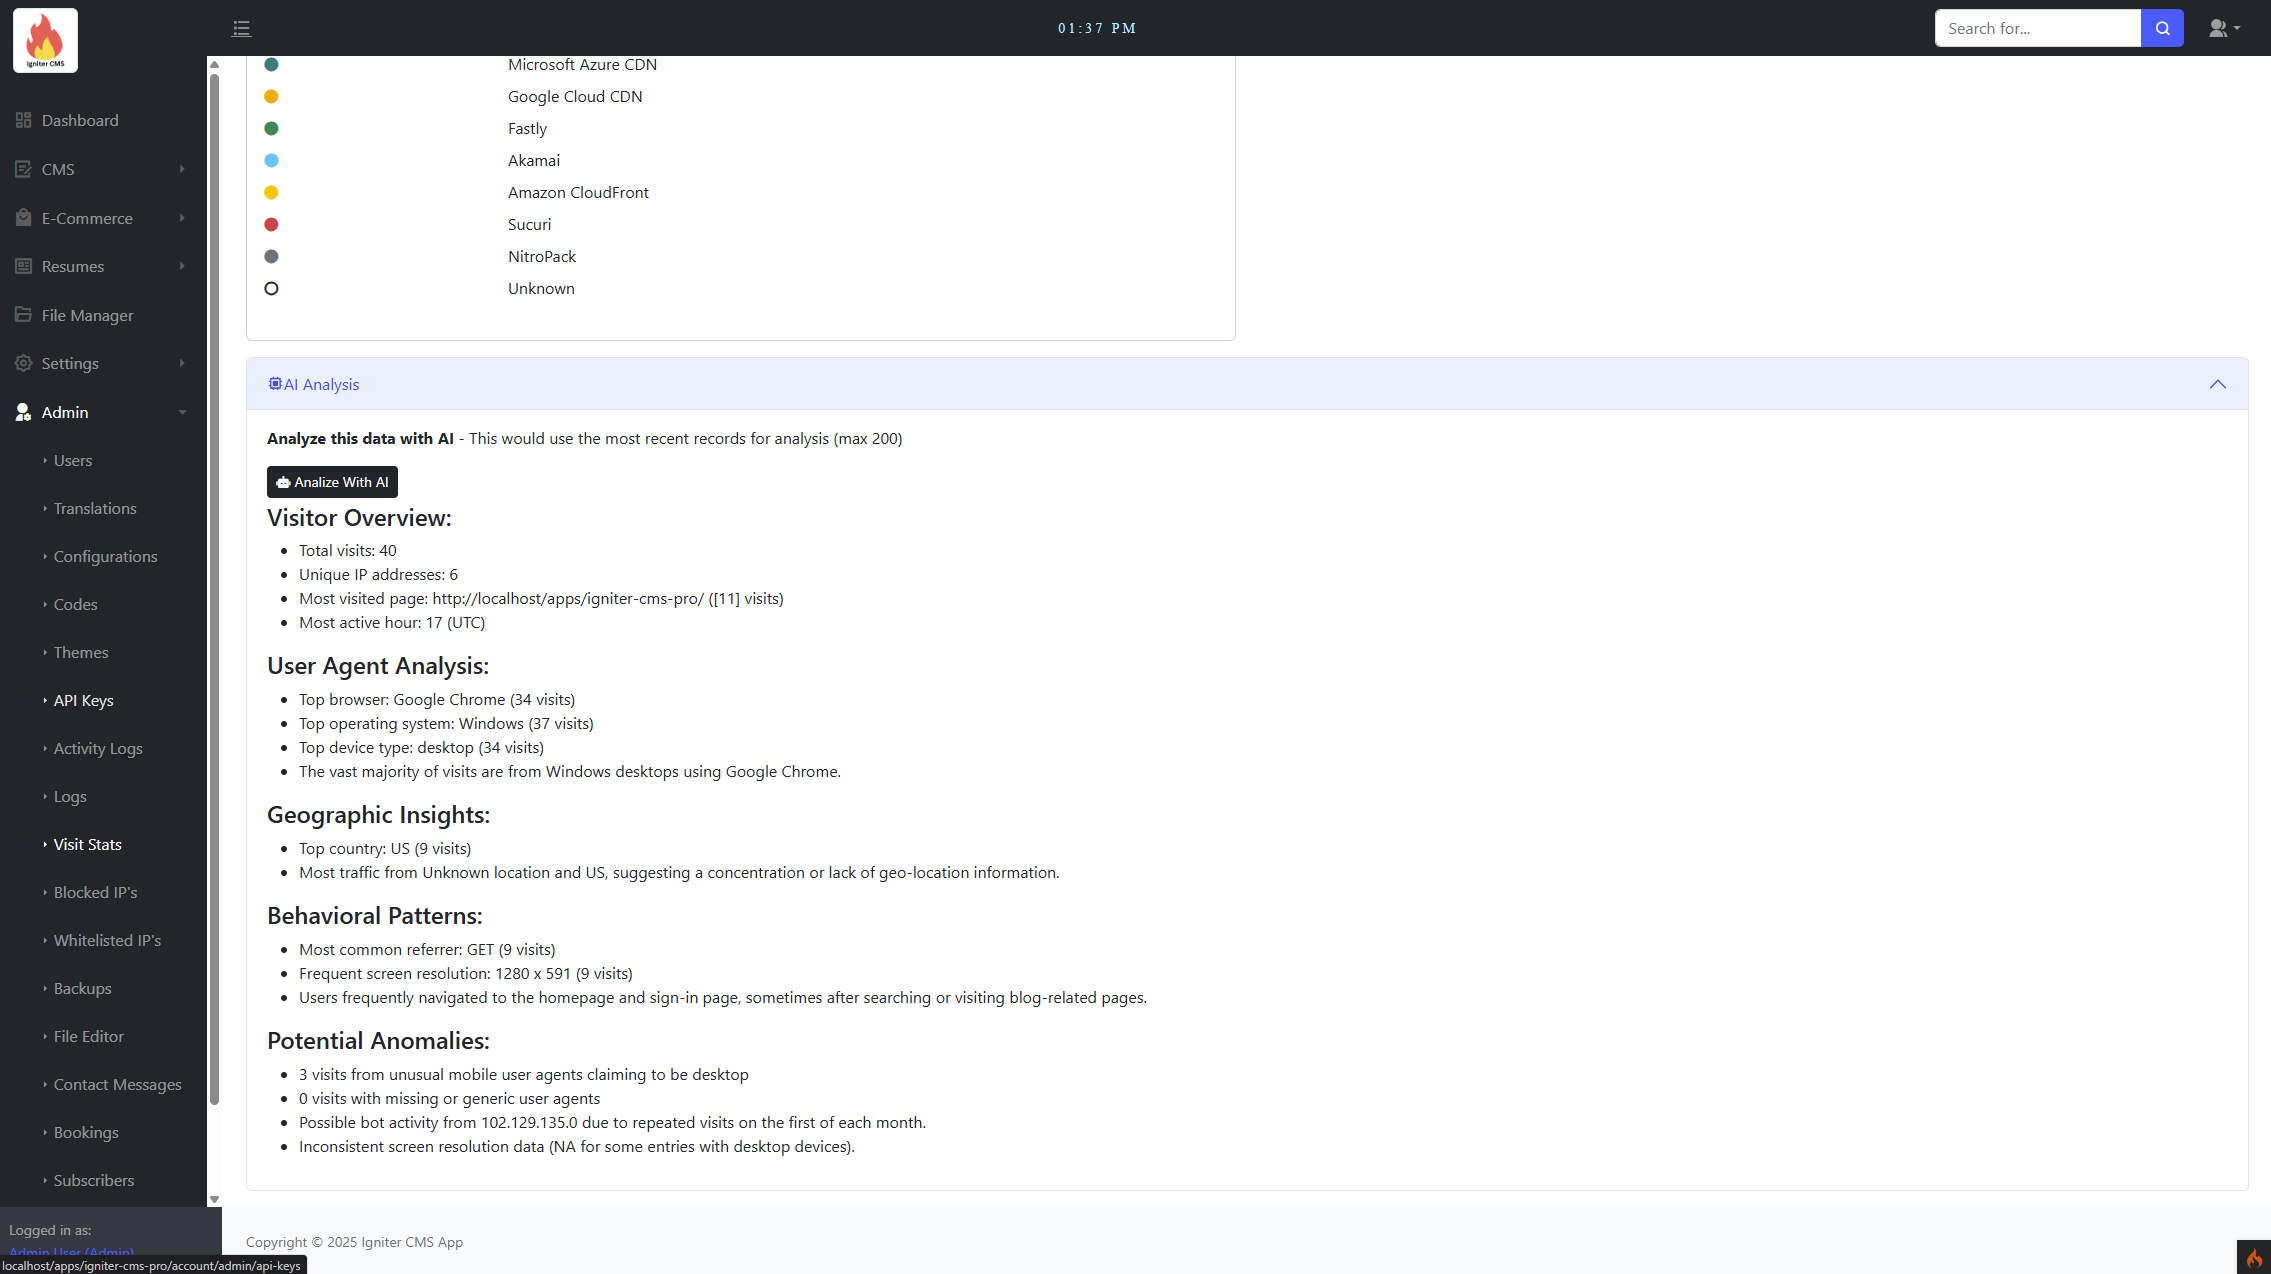 Igniter CMS
01:37 PM
Search for...
Dashboard
CMS
E-Commerce
Resumes
File Manager
Settings
Admin
Users
Translations
Configurations
Codes
Themes
API Keys
Activity Logs
Logs
Visit Stats
Blocked IP's
Whitelisted IP's
Backups
File Editor
Contact Messages
Bookings
Subscribers
Logged in as:
Admin User (Admin)
localhost/apps/igniter-cms-pro/account/admin/api-keys
Microsoft Azure CDN
Google Cloud CDN
Fastly
Akamai
Amazon CloudFront
Sucuri
NitroPack
Unknown
AI Analysis
Analyze this data with AI - This would use the most recent records for analysis (max 200)
Analize With AI
Visitor Overview:
Total visits: 40
Unique IP addresses: 6
Most visited page: http://localhost/apps/igniter-cms-pro/ ([11] visits)
Most active hour: 17 (UTC)
User Agent Analysis:
Top browser: Google Chrome (34 visits)
Top operating system: Windows (37 visits)
Top device type: desktop (34 visits)
The vast majority of visits are from Windows desktops using Google Chrome.
Geographic Insights:
Top country: US (9 visits)
Most traffic from Unknown location and US, suggesting a concentration or lack of geo-location information.
Behavioral Patterns:
Most common referrer: GET (9 visits)
Frequent screen resolution: 1280 x 591 (9 visits)
Users frequently navigated to the homepage and sign-in page, sometimes after searching or visiting blog-related pages.
Potential Anomalies:
3 visits from unusual mobile user agents claiming to be desktop
0 visits with missing or generic user agents
Possible bot activity from 102.129.135.0 due to repeated visits on the first of each month.
Inconsistent screen resolution data (NA for some entries with desktop devices).
Copyright © 2025 Igniter CMS App